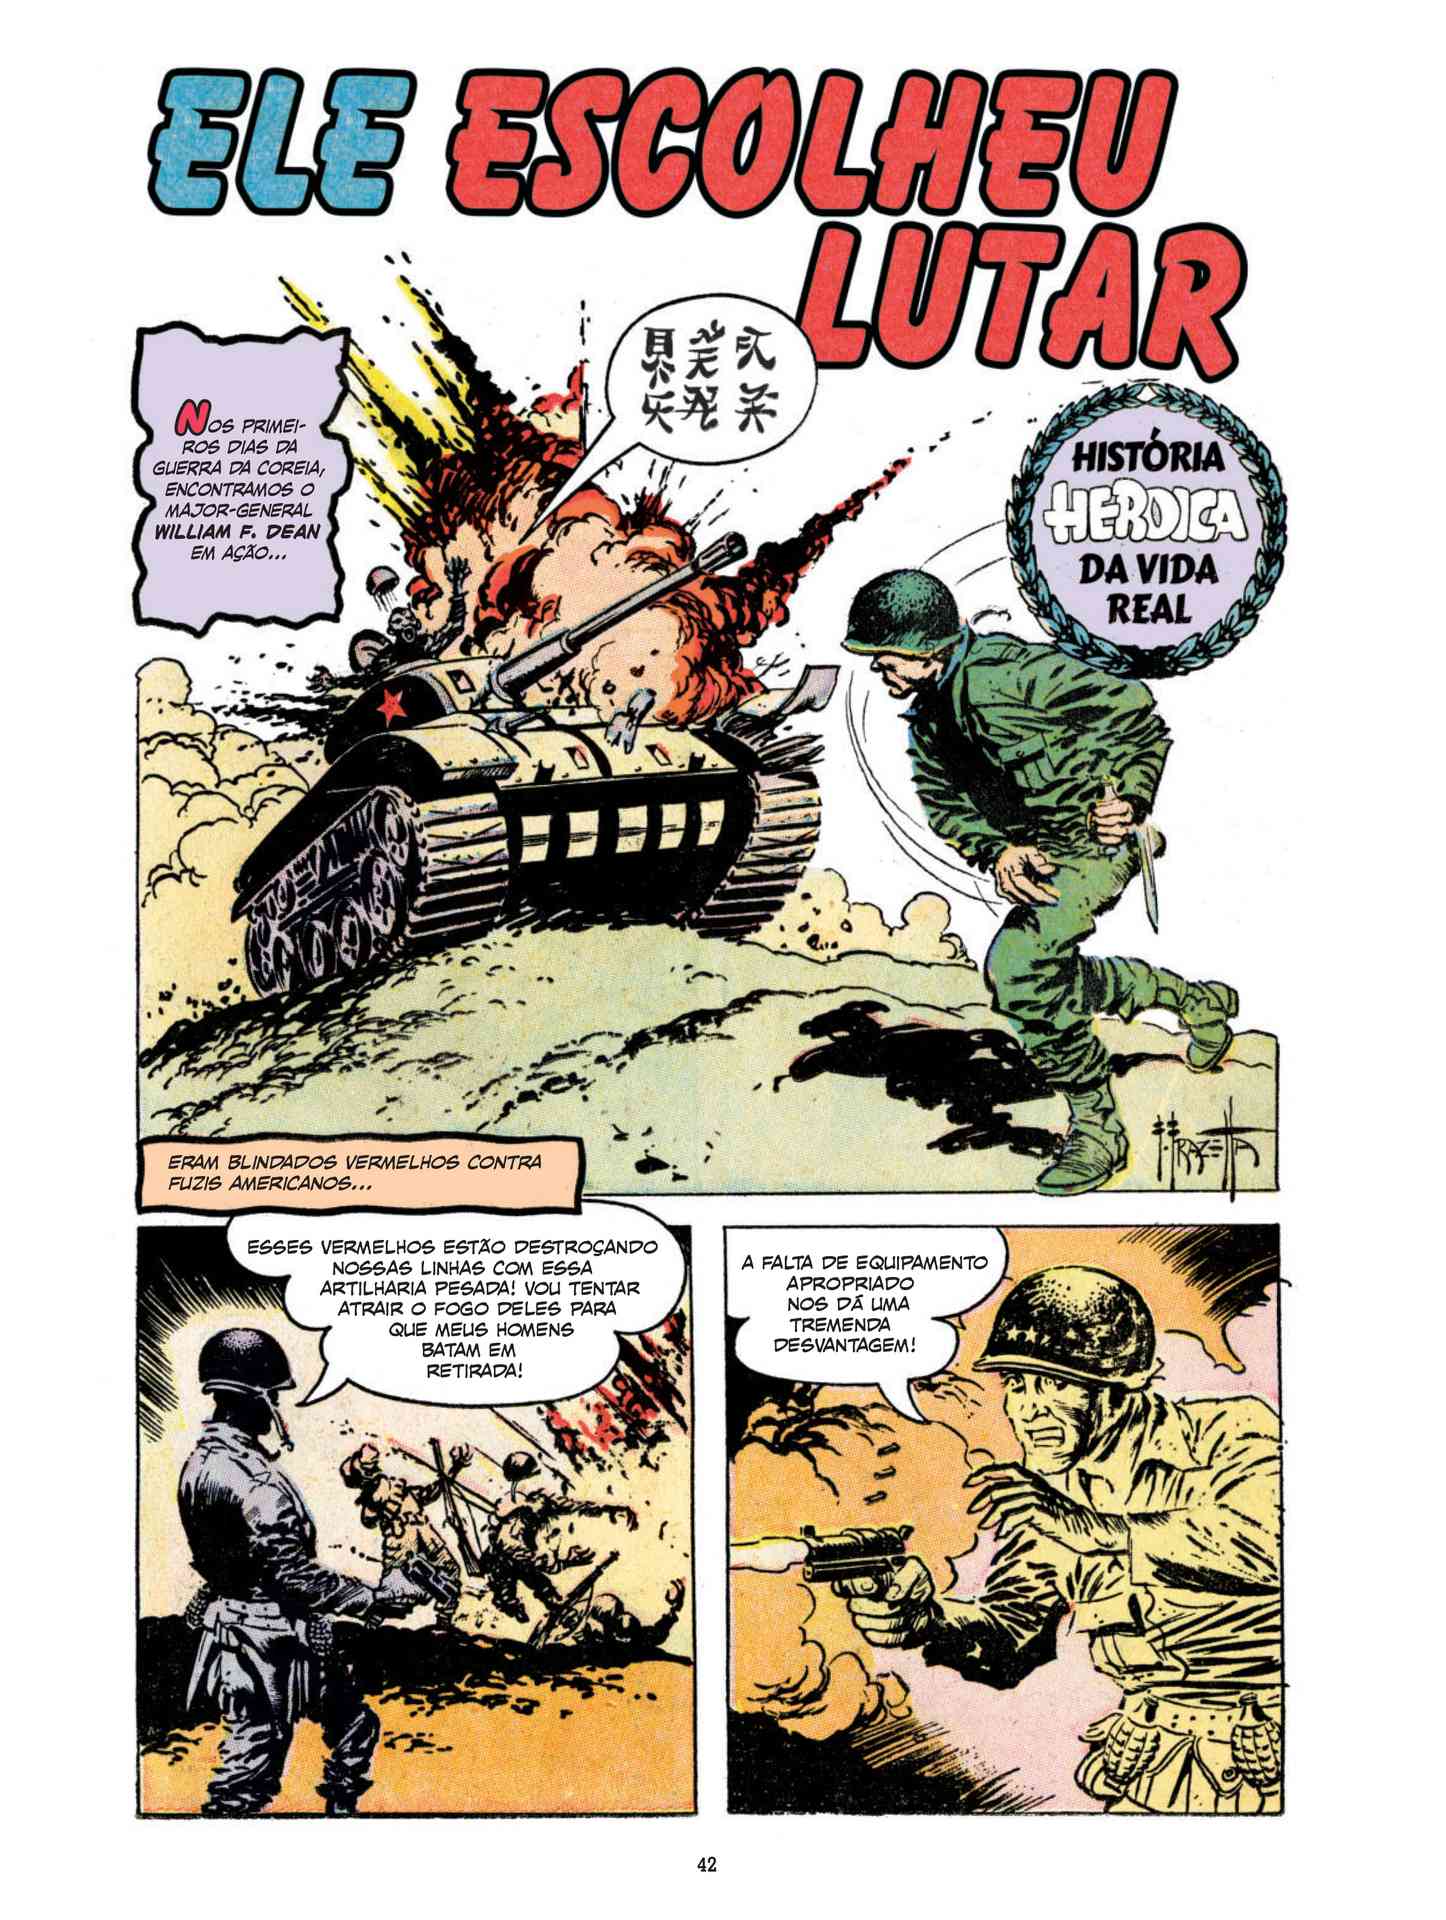 ELE ESCOLHEU
LUTAR
NOS PRIMEI-
ROS DIAS DA
GUERRA DA COREIA,
ENCONTRAMOS O
MAJOR-GENERAL
WILLIAM F. DEAN
EM AÇÃO...
HISTÓRIA
HEROICA
DA VIDA
REAL
F. FRAZETTA
ERAM BLINDADOS VERMELHOS CONTRA
FUZIS AMERICANOS...
ESSES VERMELHOS ESTÃO DESTROÇANDO
NOSSAS LINHAS COM ESSA
ARTILHARIA PESADA! VOU TENTAR
ATRAIR O FOGO DELES PARA
QUE MEUS HOMENS
BATAM EM
RETIRADA!
A FALTA DE EQUIPAMENTO
APROPRIADO
NOS DÁ UMA
TREMENDA
DESVANTAGEM!
42